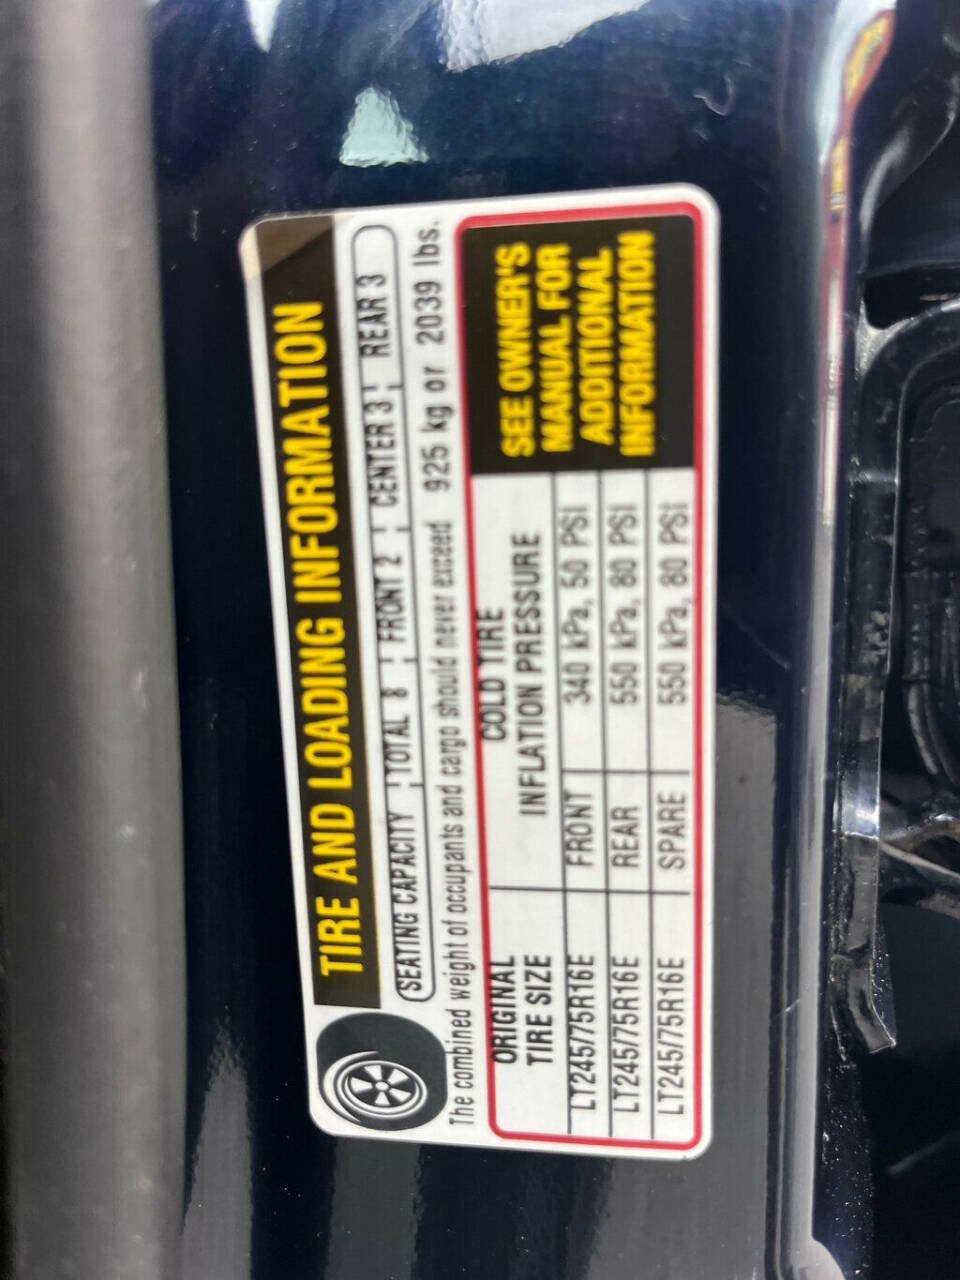 TIRE AND LOADING INFORMATION
SEATING CAPACITY TOTAL 8 FRONT 2 CENTER 3 REAR 3
The combined weight of occupants and cargo should never exceed 925 kg or 2039 lbs.
ORIGINAL TIRE SIZE
COLD TIRE INFLATION PRESSURE
SEE OWNER'S
MANUAL FOR
ADDITIONAL
INFORMATION
LT245/75R16E FRONT 340 kPa, 50 PSI
LT245/75R16E REAR 550 kPa, 80 PSI
LT245/75R16E SPARE 550 kPa, 80 PSI